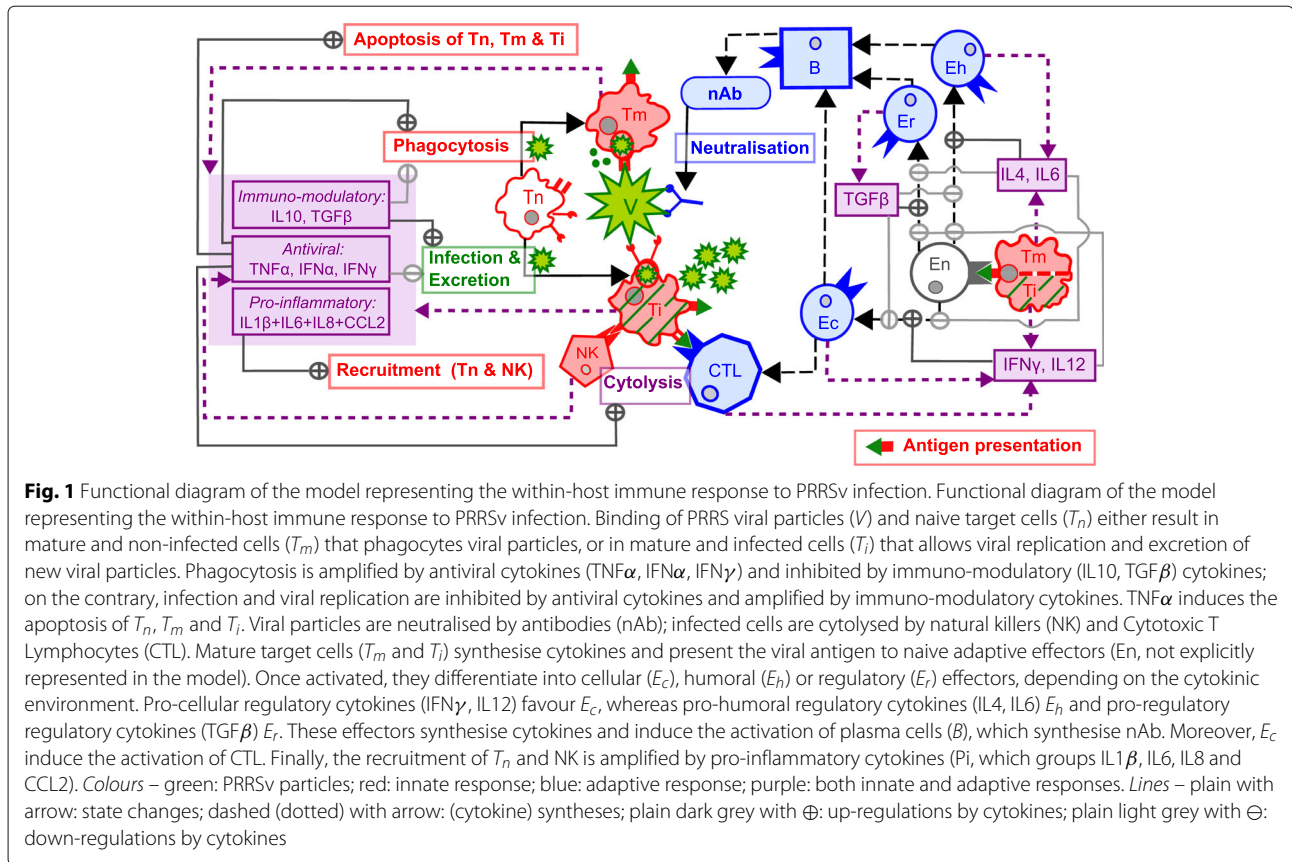 Apoptosis of Tn, Tm & Ti
Phagocytosis
Immuno-modulatory:
IL10, TGFβ
Antiviral:
TNFα, IFNα, IFNγ
Pro-inflammatory:
IL1β+IL6+IL8+CCL2
Infection &
Excretion
Recruitment (Tn & NK)
Tm
Tn
V
Ti
NK
Cytolysis
CTL
nAb
Neutralisation
B
Eh
Er
TGFβ
IL4, IL6
En
Tm
Ti
Ec
IFNγ, IL12
Antigen presentation
Fig. 1 Functional diagram of the model representing the within-host immune response to PRRSv infection. Functional diagram of the model
representing the within-host immune response to PRRSv infection. Binding of PRRS viral particles (V) and naive target cells (Tn) either result in
mature and non-infected cells (Tm) that phagocytes viral particles, or in mature and infected cells (Ti) that allows viral replication and excretion of
new viral particles. Phagocytosis is amplified by antiviral cytokines (TNFα, IFNα, IFNγ) and inhibited by immuno-modulatory (IL10, TGFβ) cytokines;
on the contrary, infection and viral replication are inhibited by antiviral cytokines and amplified by immuno-modulatory cytokines. TNFα induces the
apoptosis of Tn, Tm and Ti. Viral particles are neutralised by antibodies (nAb); infected cells are cytolysed by natural killers (NK) and Cytotoxic T
Lymphocytes (CTL). Mature target cells (Tm and Ti) synthesise cytokines and present the viral antigen to naive adaptive effectors (En, not explicitly
represented in the model). Once activated, they differentiate into cellular (Ec), humoral (Eh) or regulatory (Er) effectors, depending on the cytokinic
environment. Pro-cellular regulatory cytokines (IFNγ, IL12) favour Ec, whereas pro-humoral regulatory cytokines (IL4, IL6) Eh and pro-regulatory
regulatory cytokines (TGFβ) Er. These effectors synthesise cytokines and induce the activation of plasma cells (B), which synthesise nAb. Moreover, Ec
induce the activation of CTL. Finally, the recruitment of Tn and NK is amplified by pro-inflammatory cytokines (Pi, which groups IL1β, IL6, IL8 and
CCL2). Colours – green: PRRSv particles; red: innate response; blue: adaptive response; purple: both innate and adaptive responses. Lines – plain with
arrow: state changes; dashed (dotted) with arrow: (cytokine) syntheses; plain dark grey with ⊕: up-regulations by cytokines; plain light grey with ⊖:
down-regulations by cytokines